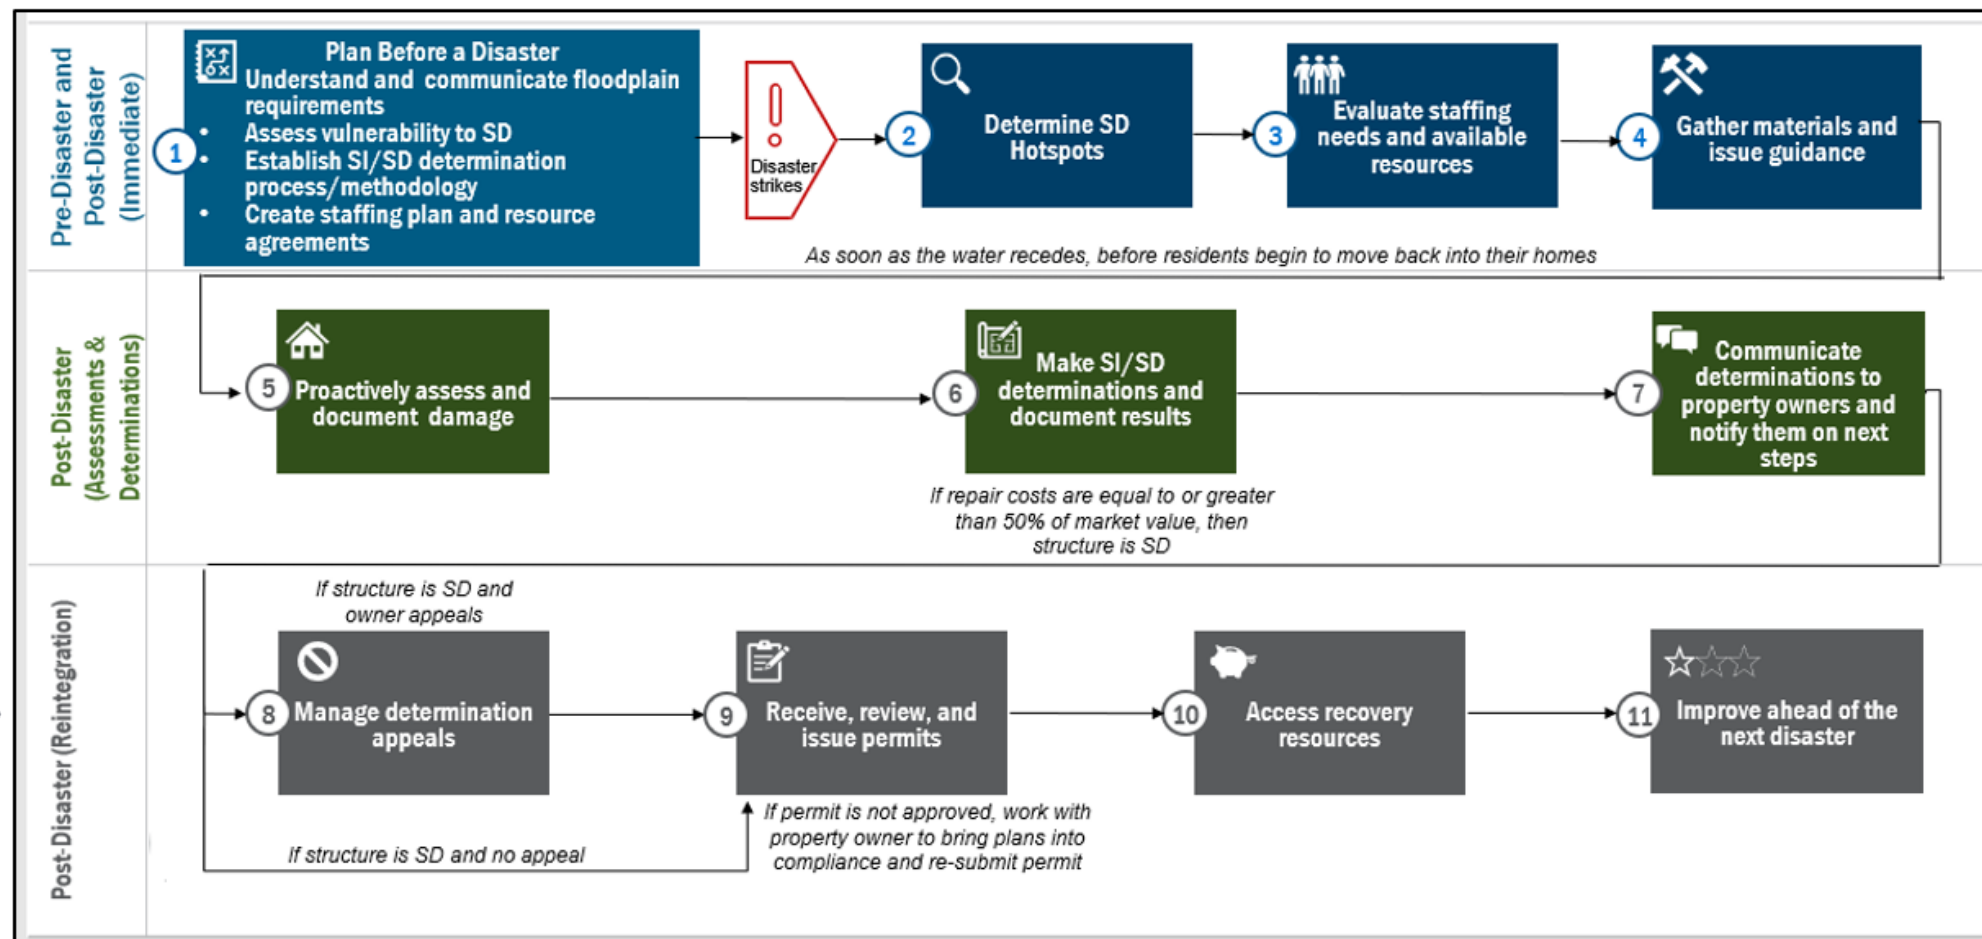 Pre-Disaster and
Post-Disaster
(Immediate)
1
Plan Before a Disaster
Understand and communicate floodplain
requirements
• Assess vulnerability to SD
• Establish SI/SD determination
process/methodology
• Create staffing plan and resource
agreements
Disaster
strikes
2
Determine SD
Hotspots
3
Evaluate staffing
needs and available
resources
4
Gather materials and
issue guidance
As soon as the water recedes, before residents begin to move back into their homes
Post-Disaster
(Assessments &
Determinations)
5
Proactively assess and
document damage
6
Make SI/SD
determinations and
document results
If repair costs are equal to or greater
than 50% of market value, then
structure is SD
7
Communicate
determinations to
property owners and
notify them on next
steps
Post-Disaster (Reintegration)
If structure is SD and
owner appeals
8
Manage determination
appeals
If structure is SD and no appeal
9
Receive, review, and
issue permits
If permit is not approved, work with
property owner to bring plans into
compliance and re-submit permit
10
Access recovery
resources
11
Improve ahead of the
next disaster